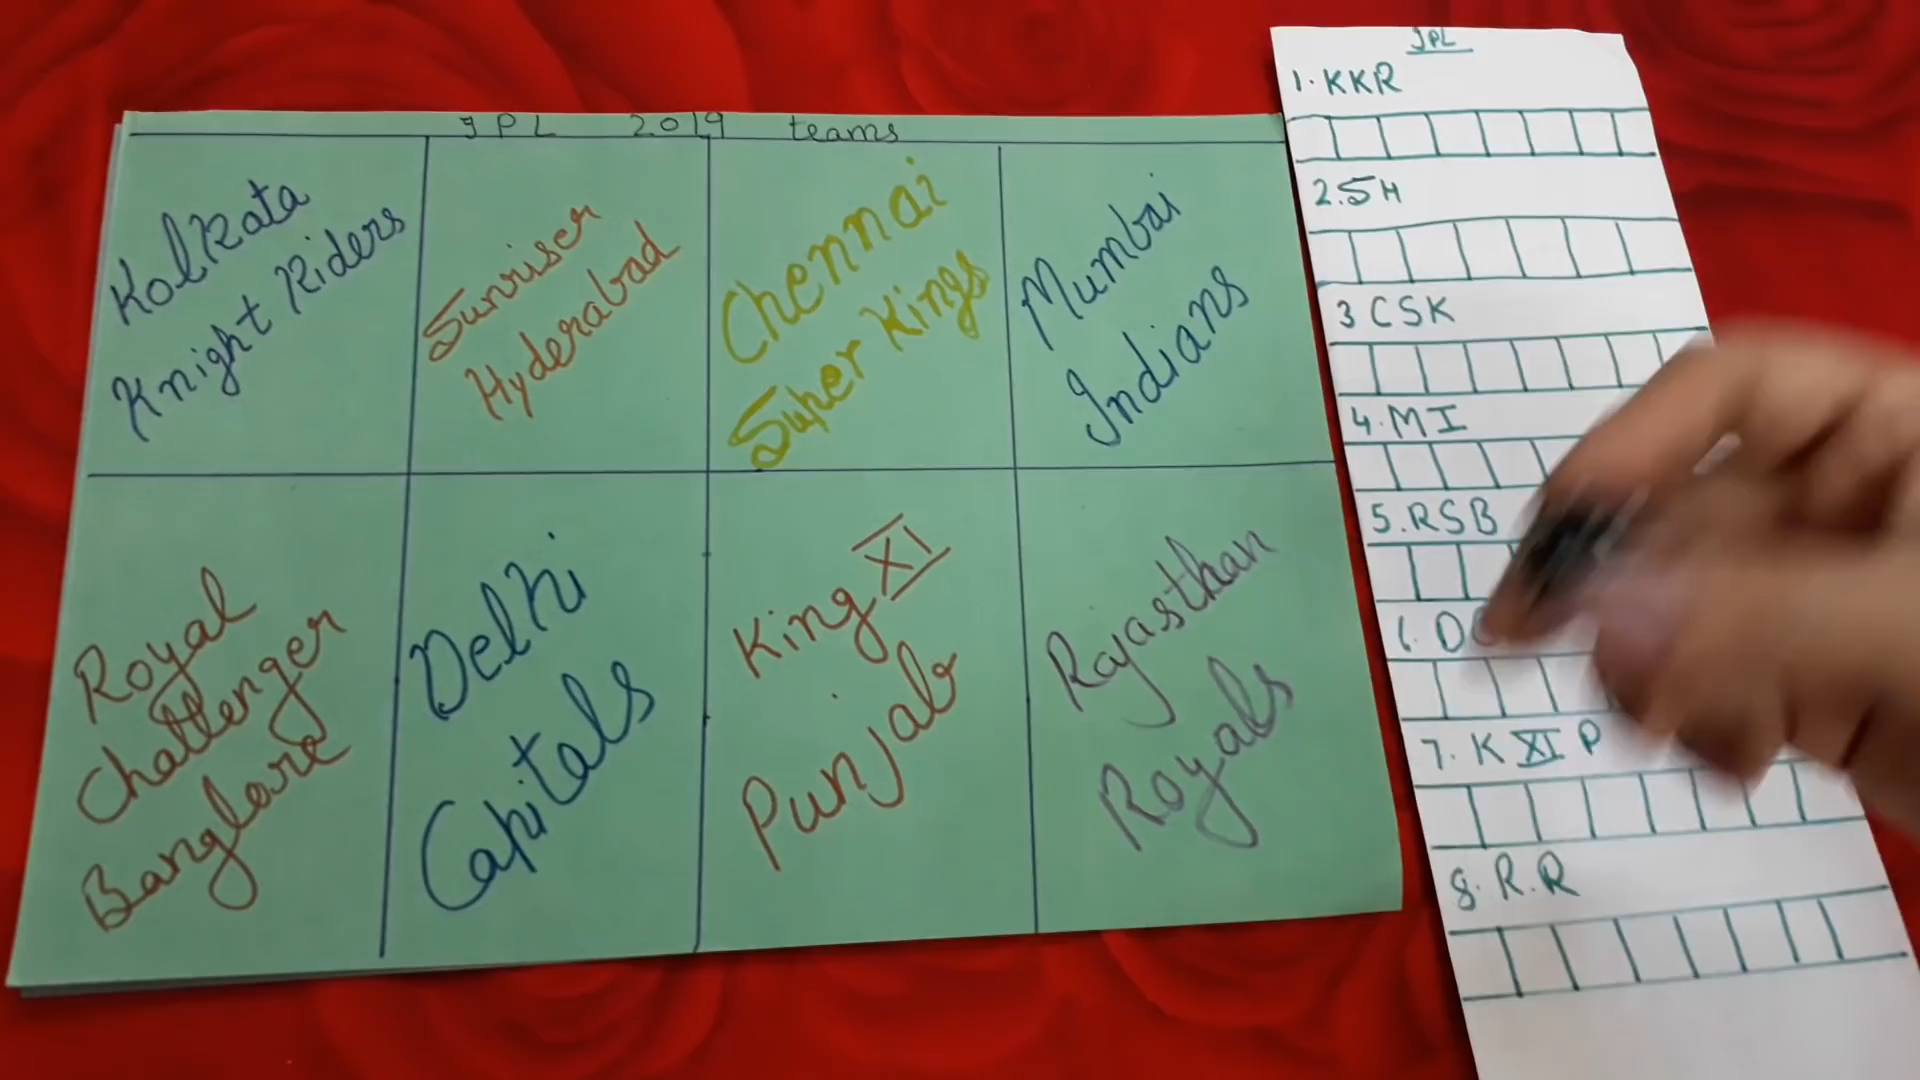 IPL 2019 teams
Kolkata
Knight Riders
Sunriser
Hyderabad
Chennai
Super Kings
Mumbai
Indians
Royal
Challenger
Banglore
Delhi
Capitals
King XI
Punjab
Rajasthan
Royals
IPL
1. KKR
2. SH
3 CSK
4. MI
5. RSB
7. K XI P
8. R.R